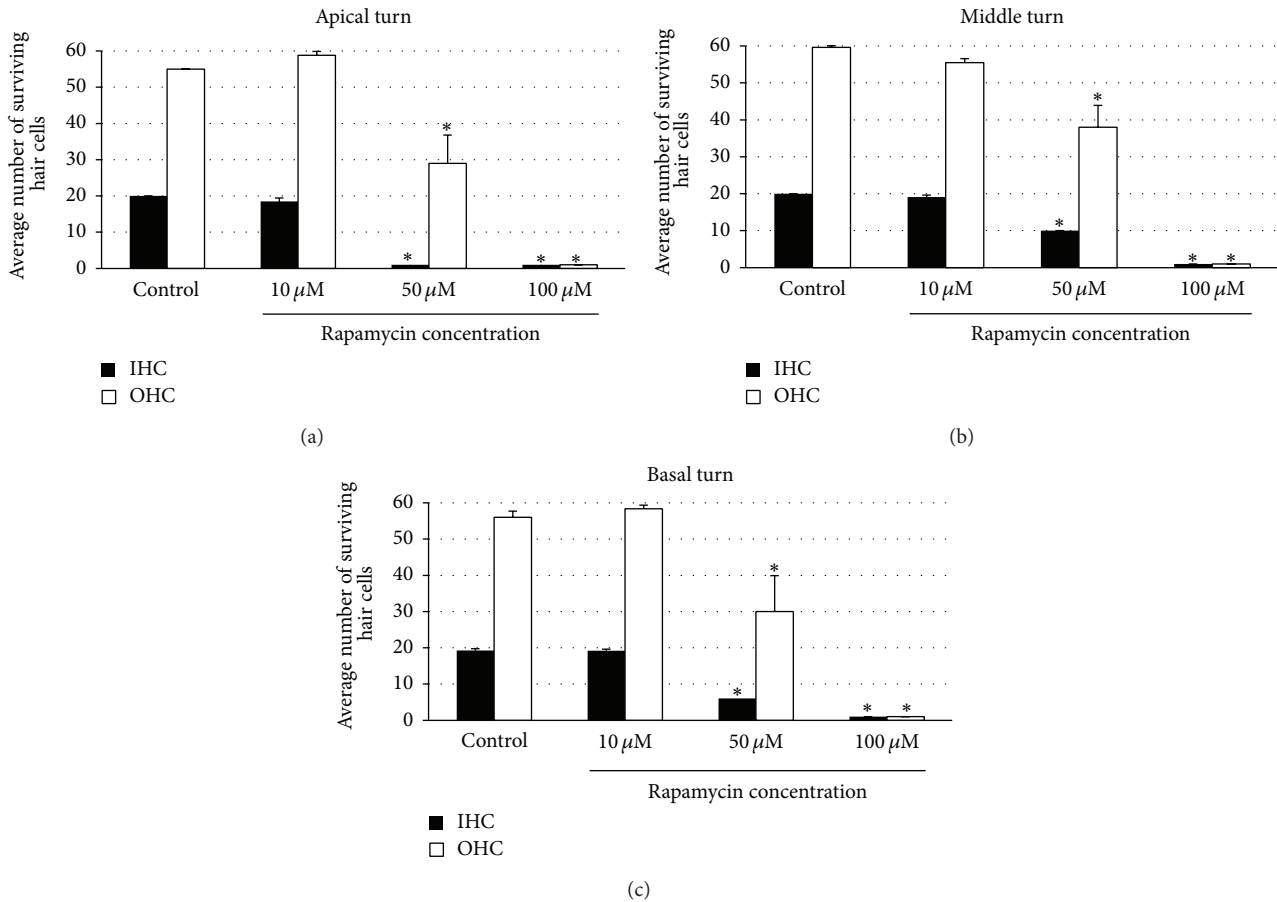 Apical turn
60
50
40
30
20
10
0
Average number of surviving
hair cells
* * * *
Control 10 μM 50 μM 100 μM
Rapamycin concentration
IHC
OHC
(a)
Middle turn
60
50
40
30
20
10
0
Average number of surviving
hair cells
* * * *
Control 10 μM 50 μM 100 μM
Rapamycin concentration
IHC
OHC
(b)
Basal turn
60
50
40
30
20
10
0
Average number of surviving
hair cells
* * * *
Control 10 μM 50 μM 100 μM
Rapamycin concentration
IHC
OHC
(c)